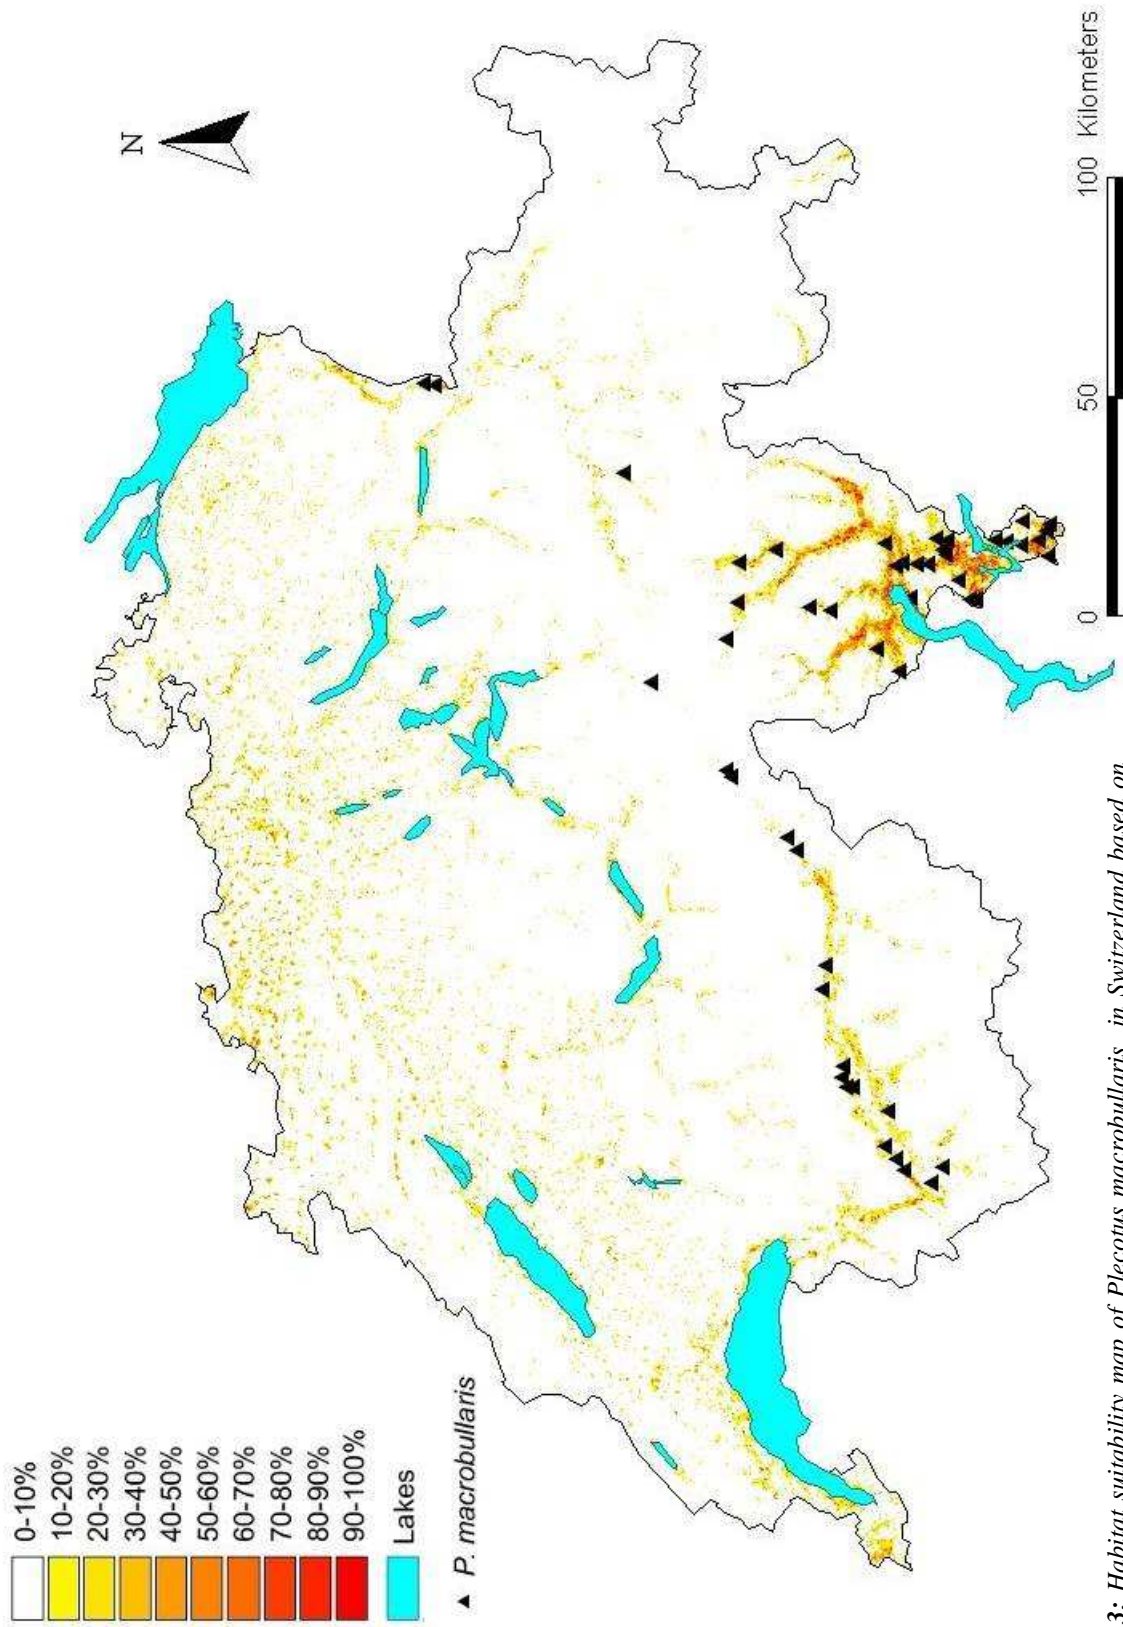 0-10%
10-20%
20-30%
30-40%
40-50%
50-60%
60-70%
70-80%
80-90%
90-100%
Lakes
P. macrobullaris
N
0 50 100 Kilometers
3: Habitat suitability map of Plecotus macrobullaris in Switzerland based on